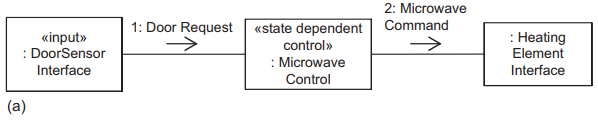 «input»
: DoorSensor
Interface
1: Door Request
«state dependent
control»
: Microwave
Control
2: Microwave
Command
: Heating
Element
Interface
(a)